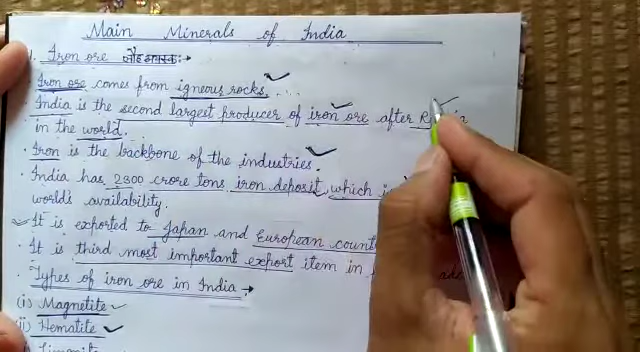 Main Minerals of India
1. Iron ore लौह अयस्क :→
· Iron ore comes from igneous rocks.
India is the second largest producer of iron ore after
in the world.
· Iron is the backbone of the industries.
· India has 2300 crore tons iron deposit, which
world's availability.
It is exported to Japan and European
· It is third most important export item in
· Types of iron ore in India →
(i) Magnetite
(ii) Hematite